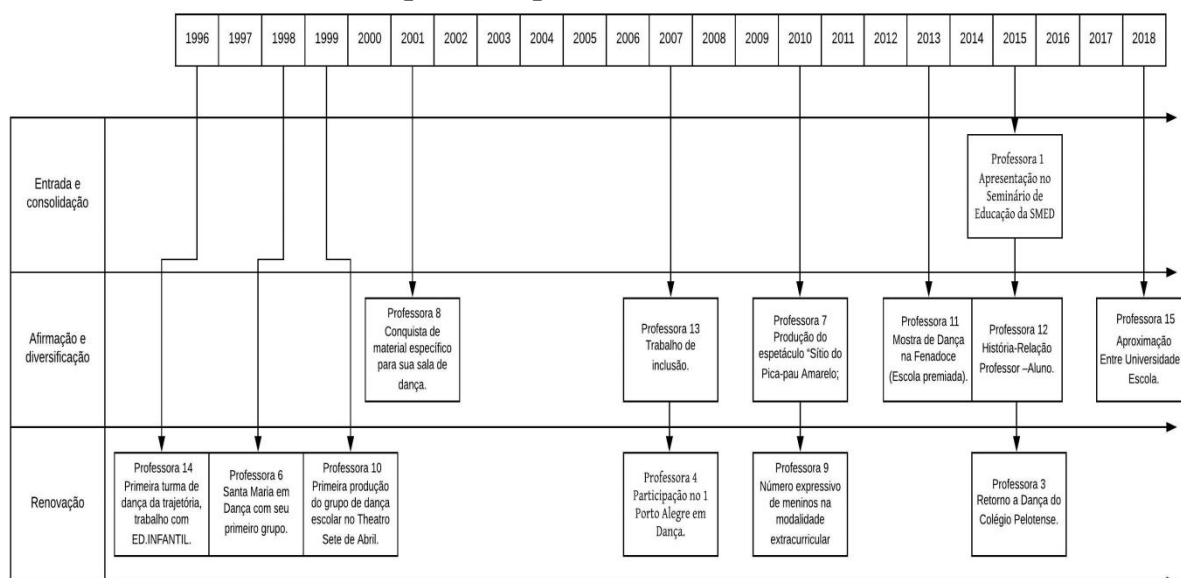 1996 1997 1998 1999 2000 2001 2002 2003 2004 2005 2006 2007 2008 2009 2010 2011 2012 2013 2014 2015 2016 2017 2018
Entrada e
consolidação
Professora 1
Apresentação no
Seminário de
Educação da SMED
Afirmação e
diversificação
Professora 8
Conquista de
material específico
para sua sala de
dança.
Professora 13
Trabalho de
inclusão.
Professora 7
Produção do
espetáculo “Sítio do
Pica-pau Amarelo;
Professora 11
Mostra de Dança
na Fenadoce
(Escola premiada).
Professora 12
História-Relação
Professor –Aluno.
Professora 15
Aproximação
Entre Universidade
Escola.
Renovação
Professora 14
Primeira turma de
dança da trajetória,
trabalho com
ED.INFANTIL.
Professora 6
Santa Maria em
Dança com seu
primeiro grupo.
Professora 10
Primeira produção
do grupo de dança
escolar no Theatro
Sete de Abril.
Professora 4
Participação no 1
Porto Alegre em
Dança.
Professora 9
Número expressivo
de meninos na
modalidade
extracurricular
Professora 3
Retorno a Dança do
Colégio Pelotense.